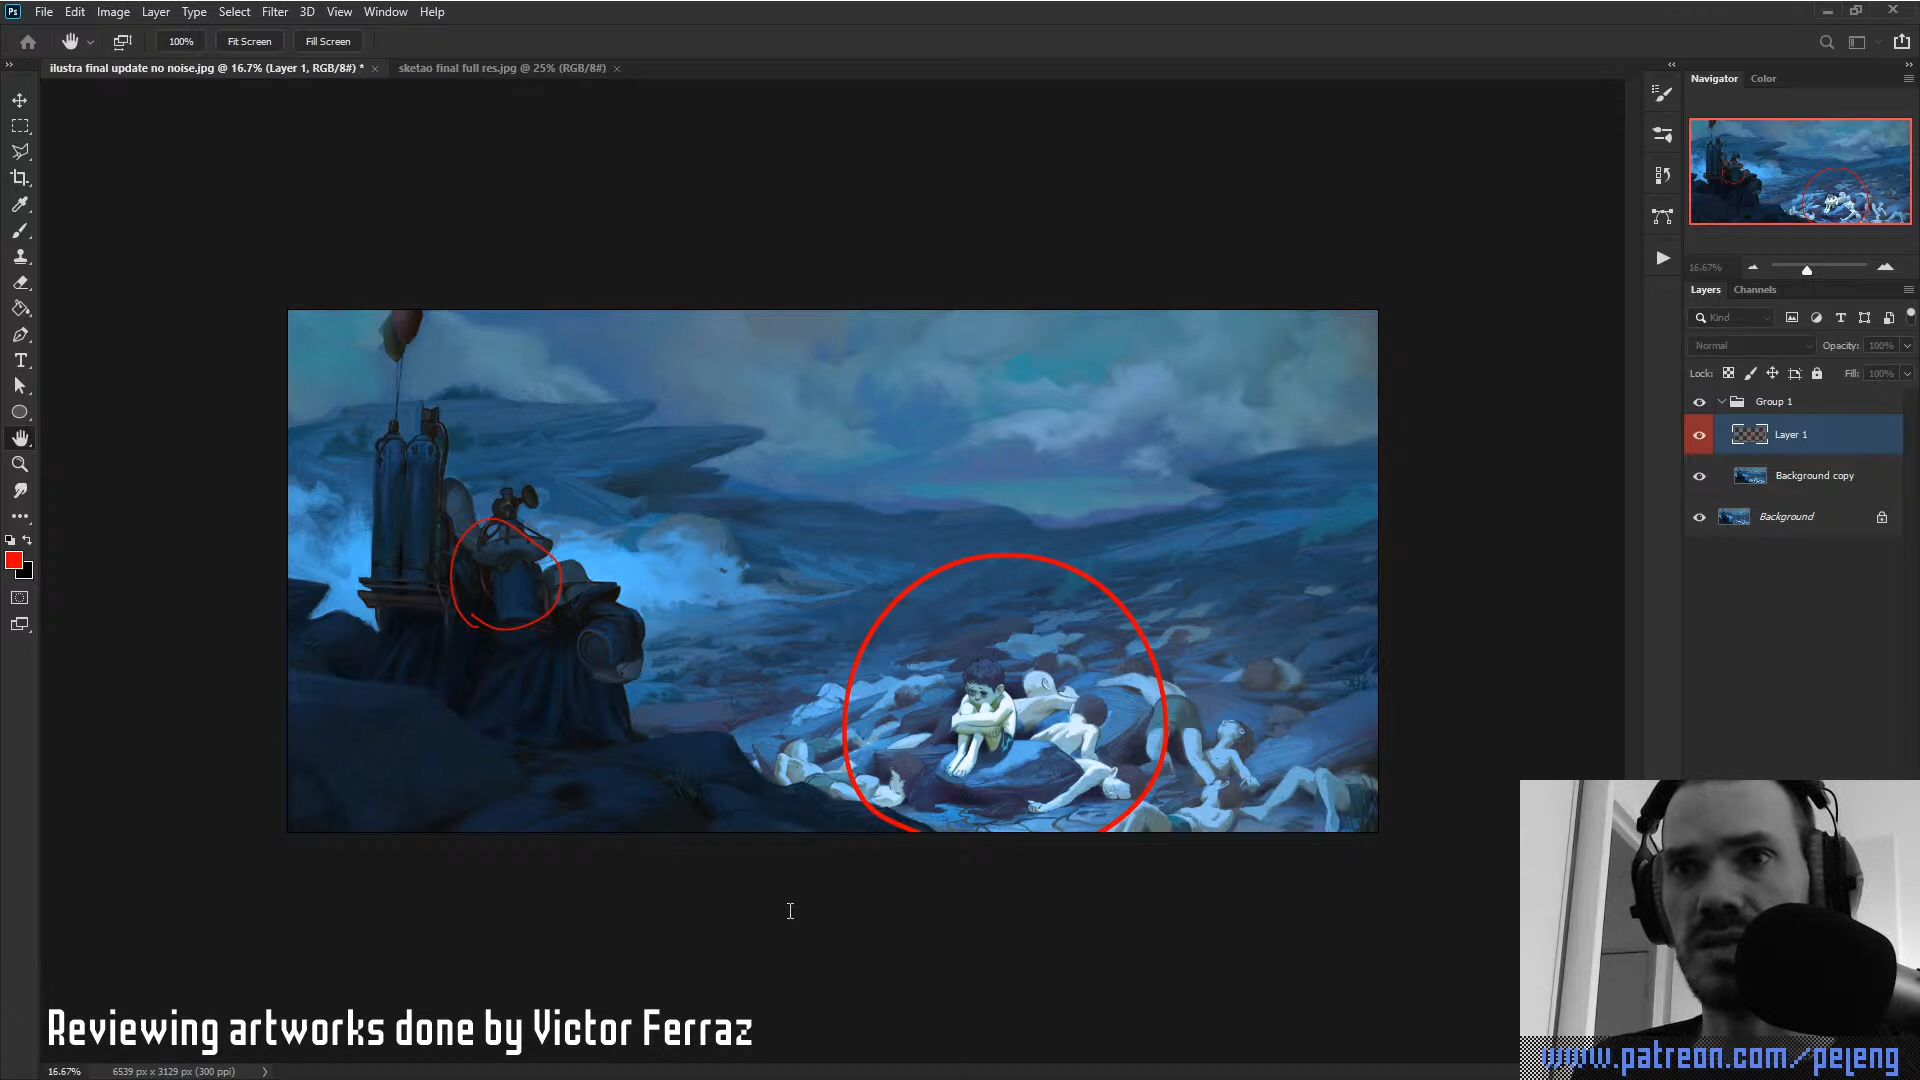 Ps File Edit Image Layer Type Select Filter 3D View Window Help
100% Fit Screen Fill Screen
ilustra final update no noise.jpg @ 16.7% (Layer 1, RGB/8#) * × sketao final full res.jpg @ 25% (RGB/8#) ×
Navigator Color
16.67%
Layers Channels
Kind
Normal Opacity: 100%
Lock: Fill: 100%
Group 1
Layer 1
Background copy
Background
Reviewing artworks done by Victor Ferraz
www.patreon.com/peleng
16.67% 6539 px x 3129 px (300 ppi)